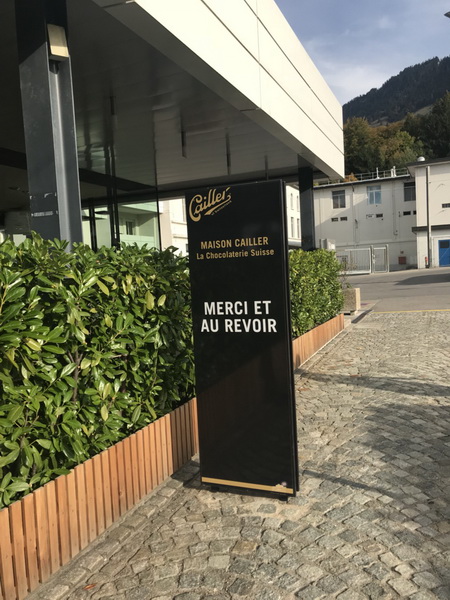 Cailler
MAISON CAILLER
La Chocolaterie Suisse
MERCI ET
AU REVOIR